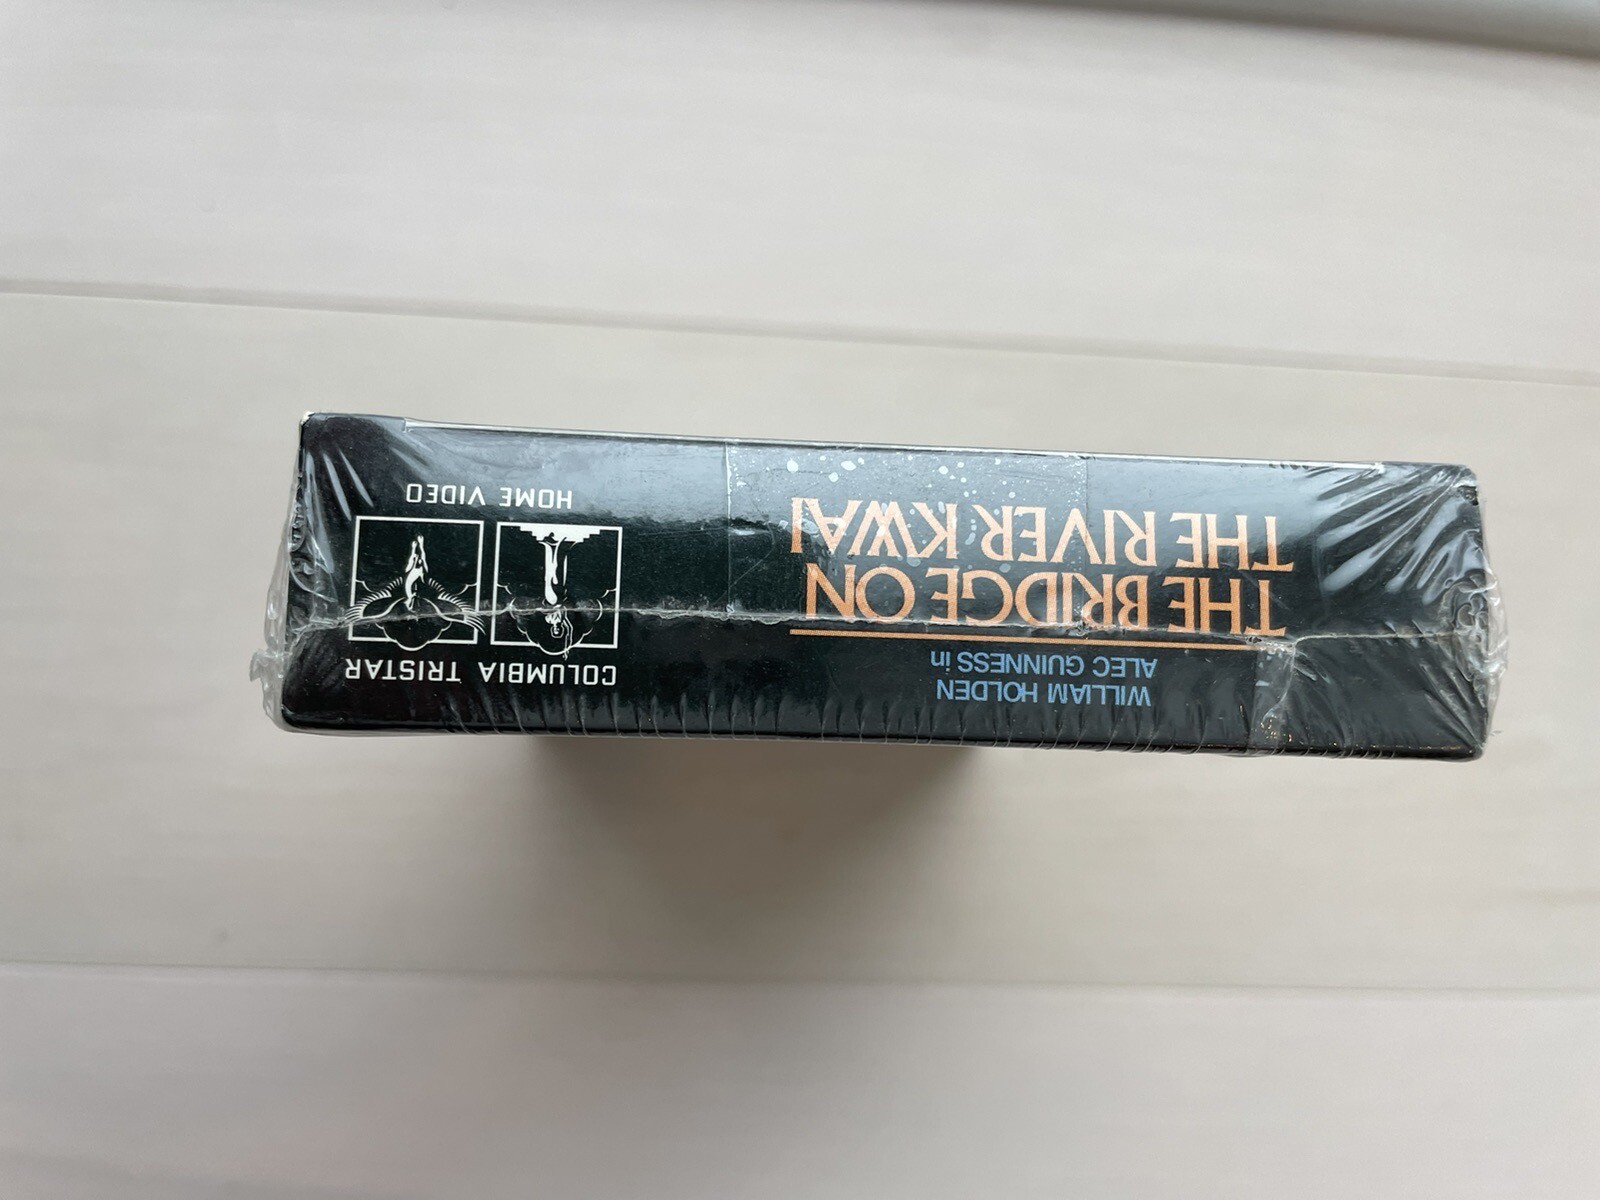 WILLIAM HOLDEN
ALEC GUINNESS in
THE BRIDGE ON
THE RIVER KWAI
COLUMBIA TRISTAR
HOME VIDEO